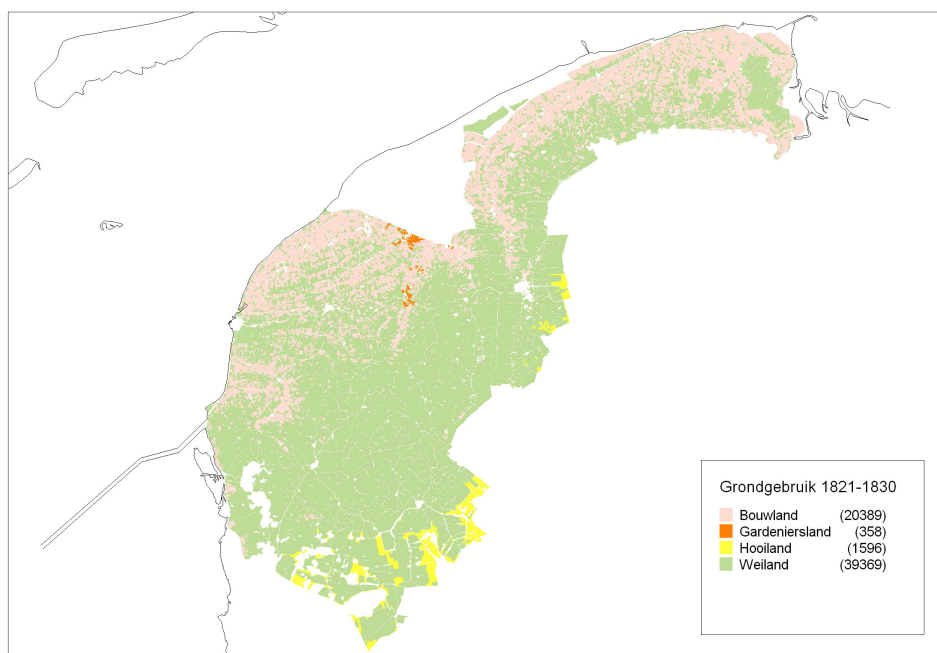 Grondgebruik 1821-1830
Bouwland (20389)
Gardeniersland (358)
Hooiland (1596)
Weiland (39369)